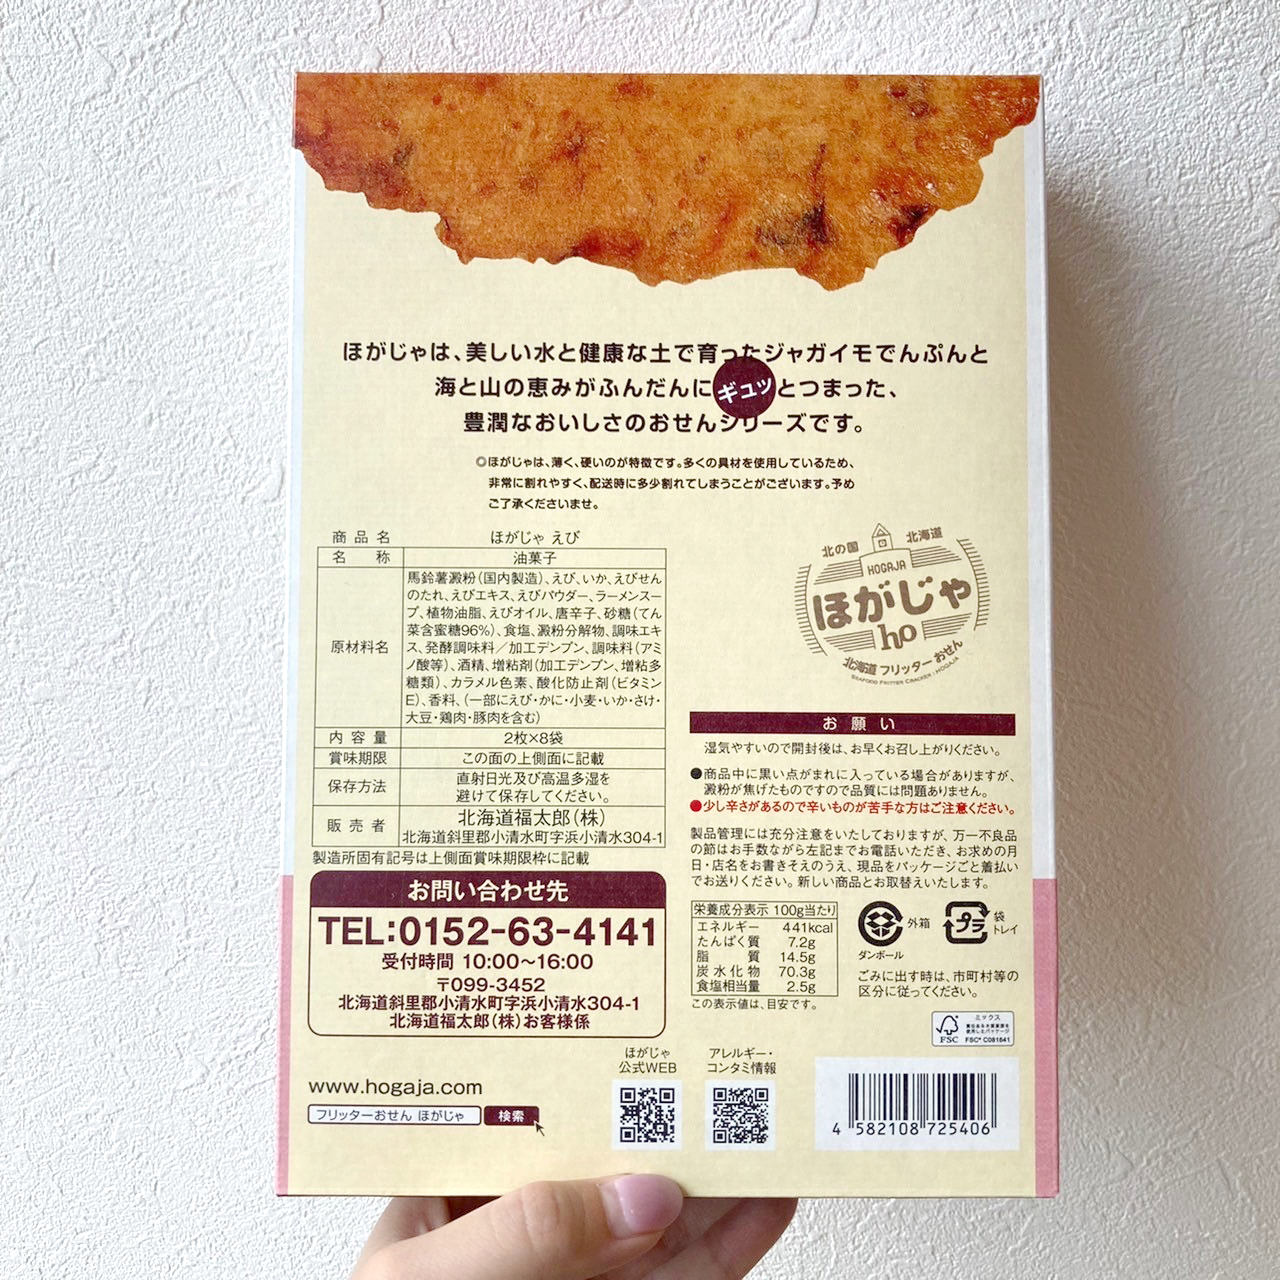 ほがじゃは、美しい水と健康な土で育ったジャガイモでんぷんと
海と山の恵みがふんだんにギュッとつまった、
豊潤なおいしさのおせんシリーズです。
◎ほがじゃは、薄く、硬いのが特徴です。多くの具材を使用しているため、
非常に割れやすく、配送時に多少割れてしまうことがございます。予め
ご了承くださいませ。
商品名 ほがじゃ えび
名称 油菓子
原材料名 馬鈴薯澱粉(国内製造)、えび、いか、えびせん
のたれ、えびエキス、えびパウダー、ラーメンスー
プ、植物油脂、えびオイル、唐辛子、砂糖(てん
菜含蜜糖96%)、食塩、澱粉分解物、調味エキ
ス、発酵調味料/加工デンプン、調味料(アミ
ノ酸等)、酒精、増粘剤(加工デンプン、増粘多
糖類)、カラメル色素、酸化防止剤(ビタミン
E)、香料、(一部にえび・かに・小麦・いか・さけ・
大豆・鶏肉・豚肉を含む)
内容量 2枚×8袋
賞味期限 この面の上側面に記載
保存方法 直射日光及び高温多湿を
避けて保存してください。
販売者 北海道福太郎(株)
北海道斜里郡小清水町字浜小清水304-1
製造所固有記号は上側面賞味期限枠に記載
お問い合わせ先
TEL:0152-63-4141
受付時間 10:00〜16:00
〒099-3452
北海道斜里郡小清水町字浜小清水304-1
北海道福太郎(株)お客様係
www.hogaja.com
フリッターおせん ほがじゃ 検索
ほがじゃ
公式WEB
アレルギー・
コンタミ情報
北の国 北海道
HOGAJA
ほがじゃ
ho
北海道 フリッター おせん
SEAFOOD FRITTER CRACKER : HOGAJA
お願い
湿気やすいので開封後は、お早くお召し上がりください。
●商品中に黒い点がまれに入っている場合がありますが、
澱粉が焦げたものですので品質には問題ありません。
●少し辛さがあるので辛いものが苦手な方はご注意ください。
製品管理には充分注意をいたしておりますが、万一不良品
の節はお手数ながら左記までお電話いただき、お求めの月
日・店名をお書きそえのうえ、現品をパッケージごと着払い
でお送りください。新しい商品とお取替えいたします。
栄養成分表示 100g当たり
エネルギー 441kcal
たんぱく質 7.2g
脂質 14.5g
炭水化物 70.3g
食塩相当量 2.5g
この表示値は、目安です。
外箱
ダンボール
プラ
袋
トレイ
ごみに出す時は、市町村等の
区分に従ってください。
FSC
ミックス
責任ある木質資源を
使用したパッケージ
FSC® C081641
4 582108 725406